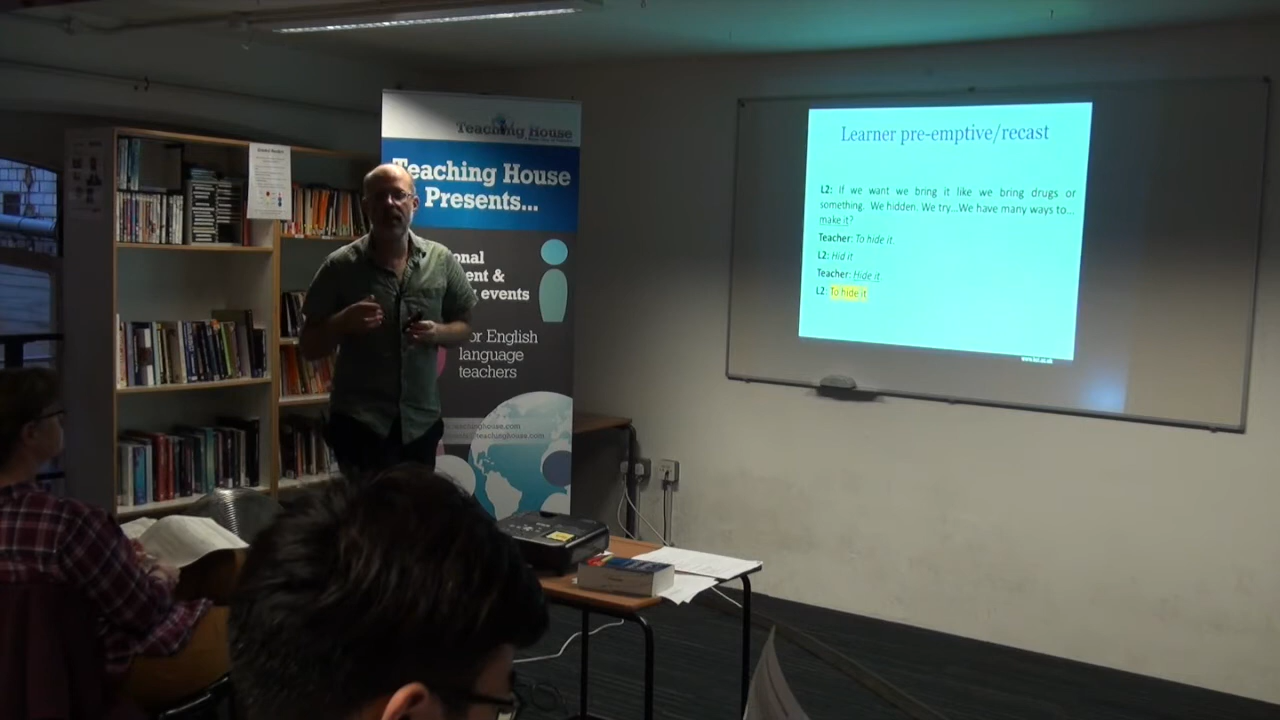 Teaching House
Teaching House
Presents...
onal
ent &
g events
or English
language
teachers
Learner pre-emptive/recast
L2: If we want we bring it like we bring drugs or
something. We hidden. We try...We have many ways to...
make it?
Teacher: To hide it.
L2: Hid it
Teacher: Hide it.
L2: To hide it